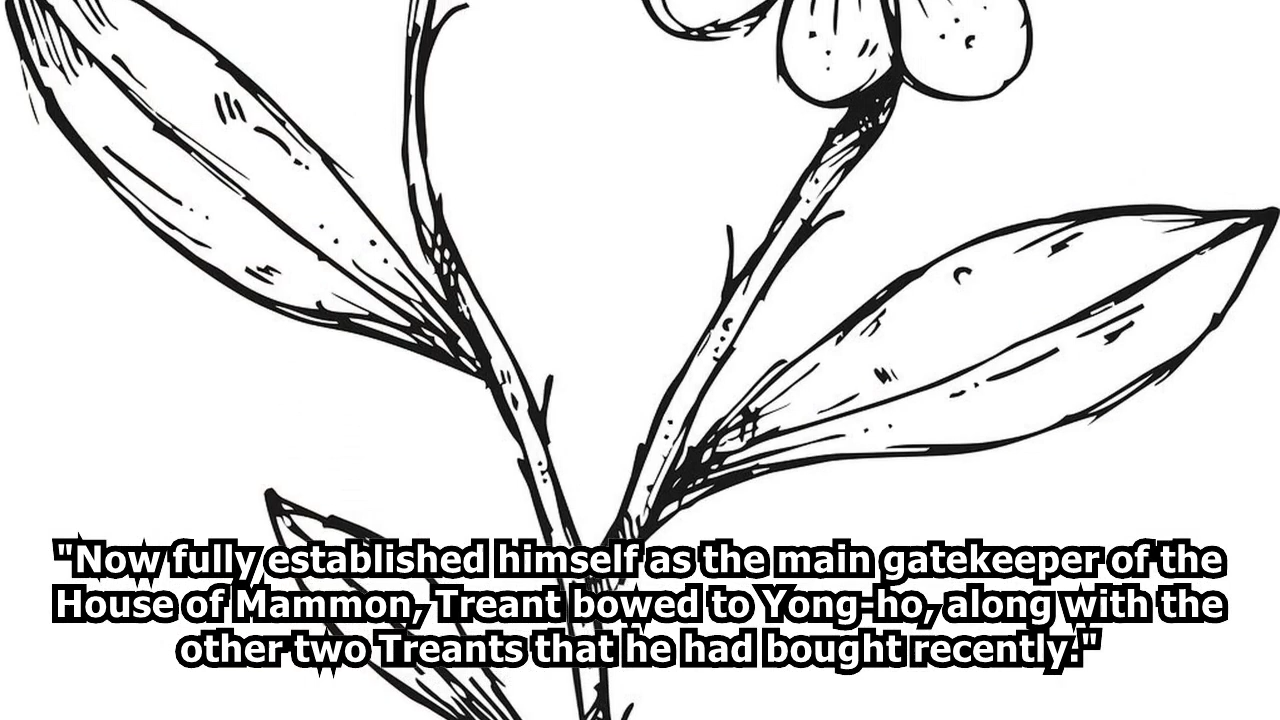 "Now fully established himself as the main gatekeeper of the
House of Mammon, Treant bowed to Yong-ho, along with the
other two Treants that he had bought recently."